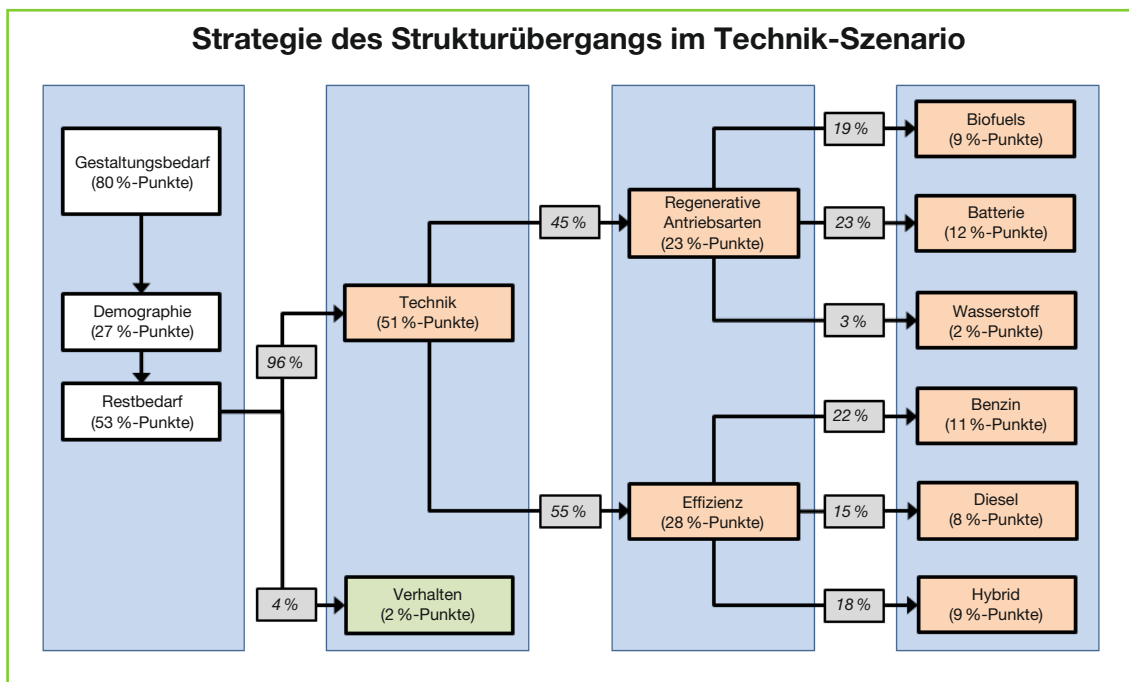 Strategie des Strukturübergangs im Technik-Szenario
Gestaltungsbedarf
(80 %-Punkte)
Demographie
(27 %-Punkte)
Restbedarf
(53 %-Punkte)
96 %
4 %
Technik
(51 %-Punkte)
Verhalten
(2 %-Punkte)
45 %
55 %
Regenerative
Antriebsarten
(23 %-Punkte)
Effizienz
(28 %-Punkte)
19 %
23 %
3 %
22 %
15 %
18 %
Biofuels
(9 %-Punkte)
Batterie
(12 %-Punkte)
Wasserstoff
(2 %-Punkte)
Benzin
(11 %-Punkte)
Diesel
(8 %-Punkte)
Hybrid
(9 %-Punkte)